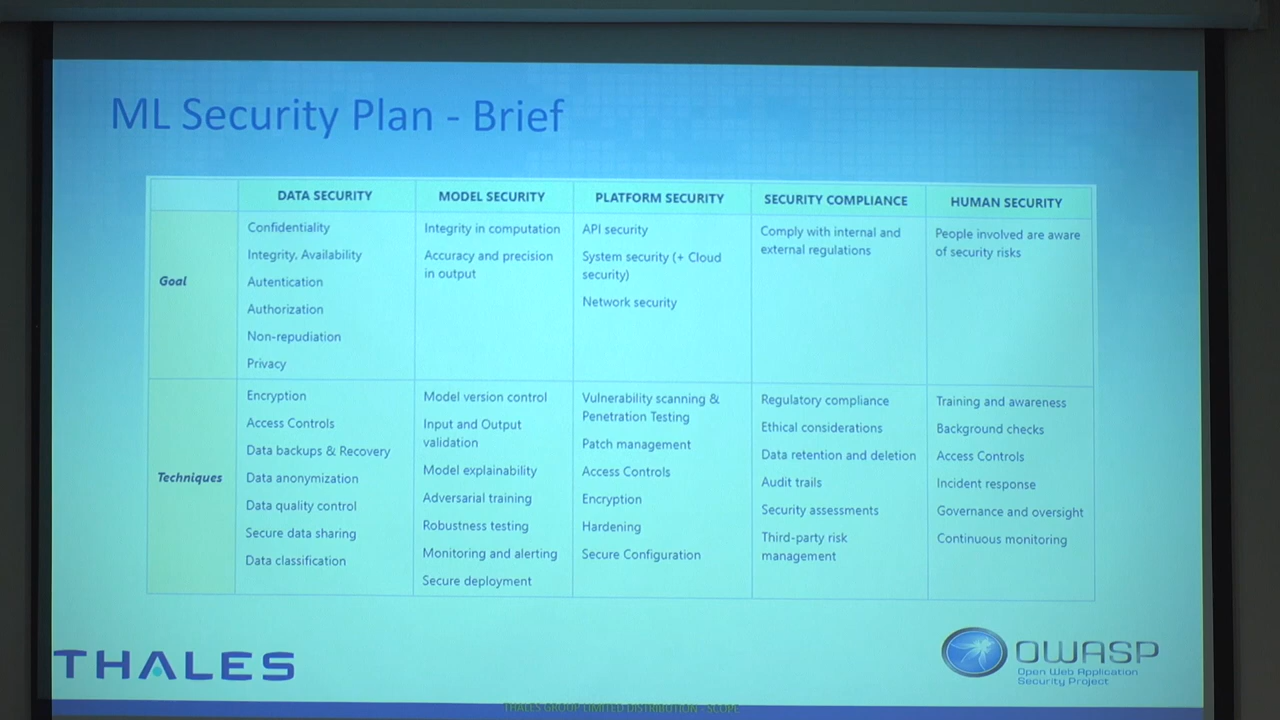 ML Security Plan - Brief
DATA SECURITY
MODEL SECURITY
PLATFORM SECURITY
SECURITY COMPLIANCE
HUMAN SECURITY
Goal
Confidentiality
Integrity, Availability
Autentication
Authorization
Non-repudiation
Privacy
Integrity in computation
Accuracy and precision
in output
API security
System security (+ Cloud
security)
Network security
Comply with internal and
external regulations
People involved are aware
of security risks
Techniques
Encryption
Access Controls
Data backups & Recovery
Data anonymization
Data quality control
Secure data sharing
Data classification
Model version control
Input and Output
validation
Model explainability
Adversarial training
Robustness testing
Monitoring and alerting
Secure deployment
Vulnerability scanning &
Penetration Testing
Patch management
Access Controls
Encryption
Hardening
Secure Configuration
Regulatory compliance
Ethical considerations
Data retention and deletion
Audit trails
Security assessments
Third-party risk
management
Training and awareness
Background checks
Access Controls
Incident response
Governance and oversight
Continuous monitoring
THALES
OWASP
Open Web Application
Security Project
THALES GROUP LIMITED DISTRIBUTION - SCOPE